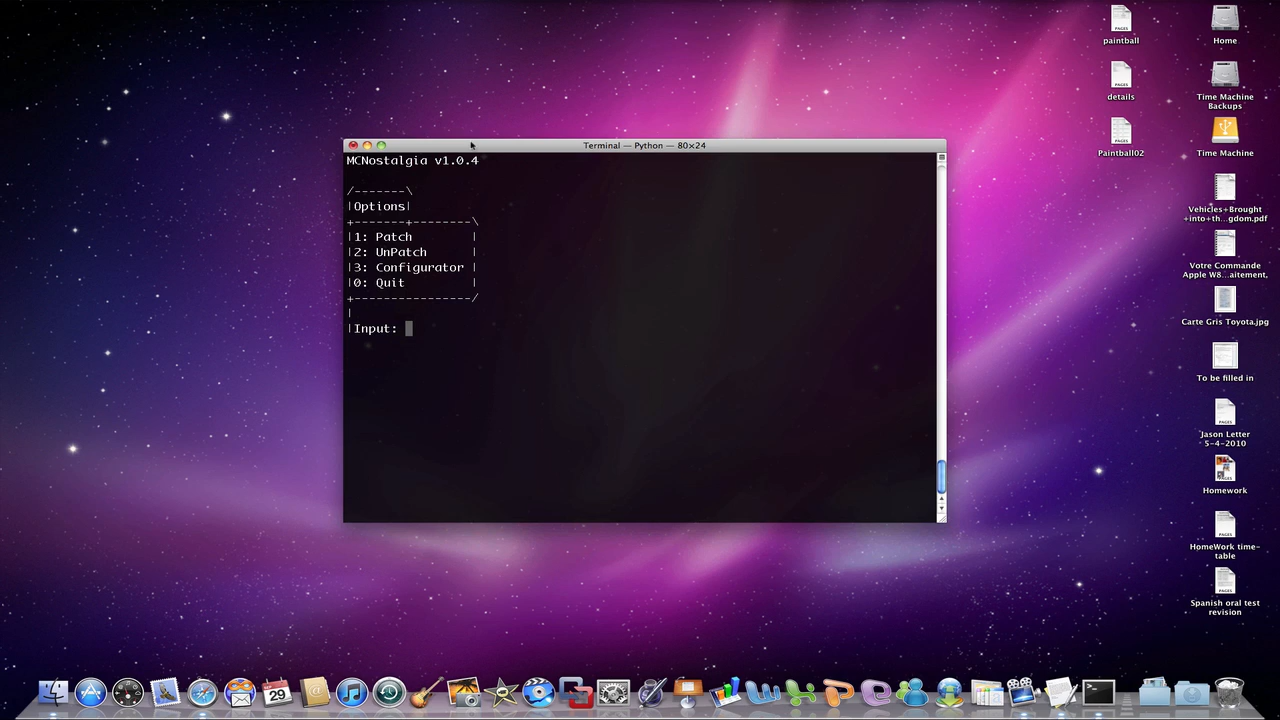 Terminal — Python — 80×24
MCNostalgia v1.0.4
/-------\
|Options|
+-------+--------\
|1: Patch        |
|2: UnPatch      |
|3: Configurator |
|0: Quit         |
+----------------/
|
|Input:
paintball
details
Paintball02
Home
Time Machine
Backups
Time Machine
Vehicles+Brought
+into+th...gdom.pdf
Votre Commande
Apple W8...aitement,
Carte Gris Toyota.jpg
To be filled in
Jason Letter
5-4-2010
Homework
HomeWork time-
table
Spanish oral test
revision
PAGES
29